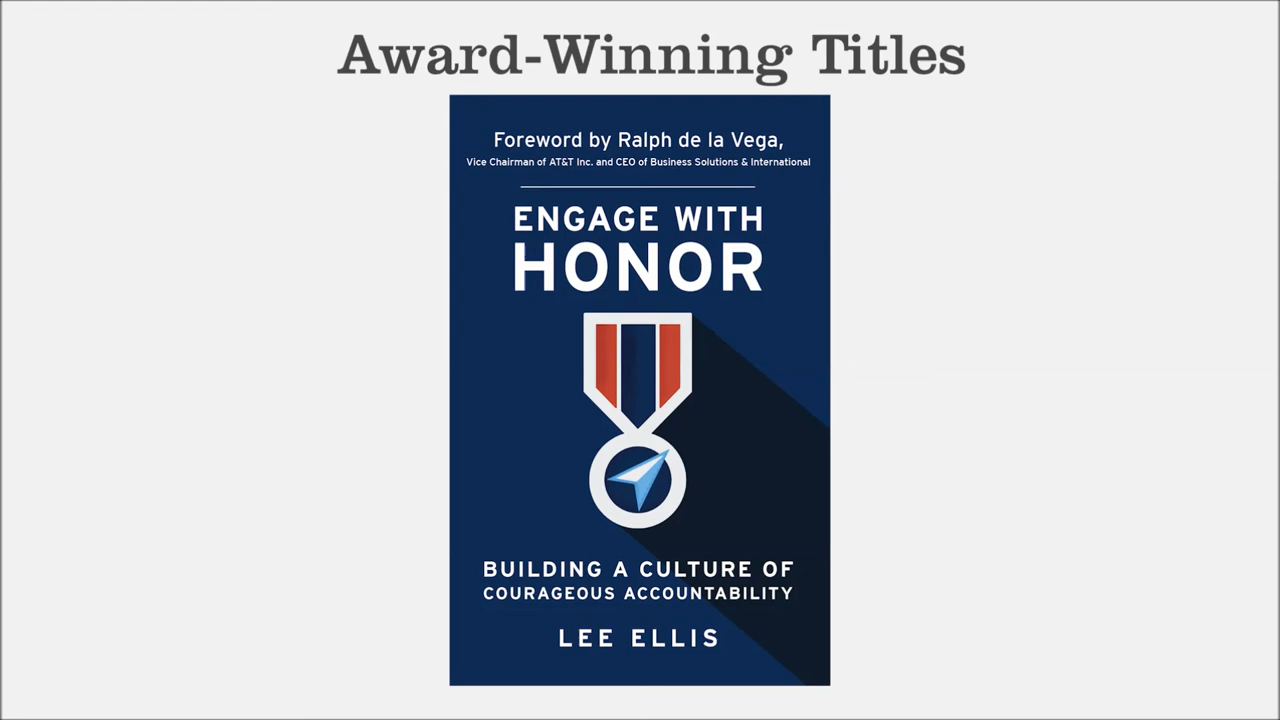 Award-Winning Titles
Foreword by Ralph de la Vega,
Vice Chairman of AT&T Inc. and CEO of Business Solutions & International
ENGAGE WITH
HONOR
BUILDING A CULTURE OF
COURAGEOUS ACCOUNTABILITY
LEE ELLIS